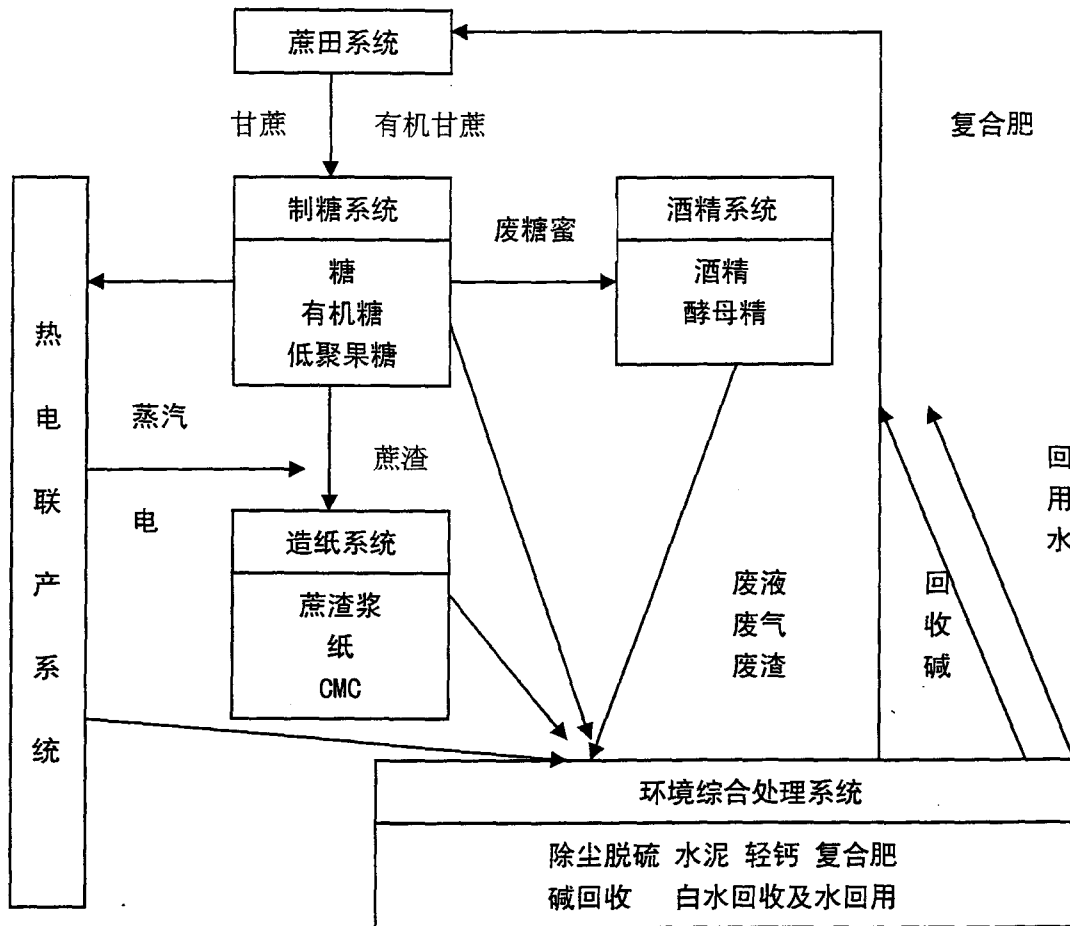 蔗田系统
甘蔗 有机甘蔗
复合肥
制糖系统
糖
有机糖
低聚果糖
废糖蜜
酒精系统
酒精
酵母精
热电联产系统
蒸汽
电
蔗渣
造纸系统
蔗渣浆
纸
CMC
废液
废气
废渣
回收碱
回用水
环境综合处理系统
除尘脱硫 水泥 轻钙 复合肥
碱回收 白水回收及水回用